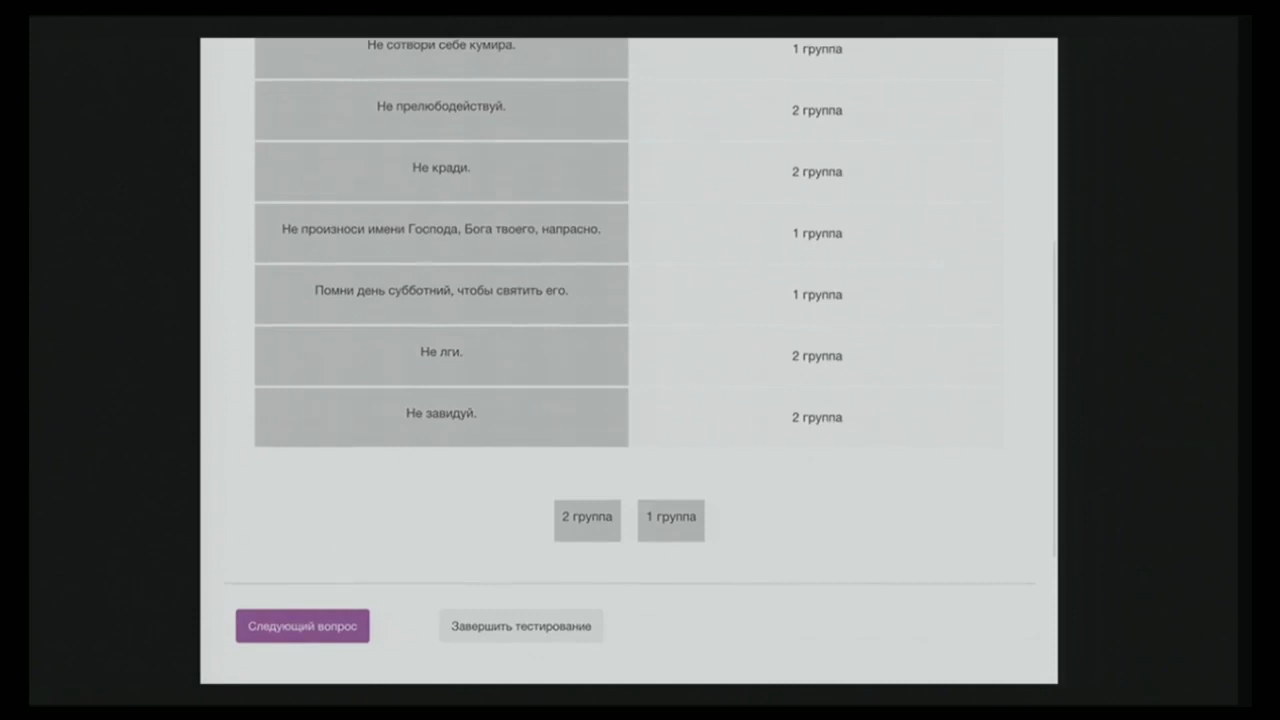 Не сотвори себе кумира.
1 группа
Не прелюбодействуй.
2 группа
Не кради.
2 группа
Не произноси имени Господа, Бога твоего, напрасно.
1 группа
Помни день субботний, чтобы святить его.
1 группа
Не лги.
2 группа
Не завидуй.
2 группа
2 группа
1 группа
Следующий вопрос
Завершить тестирование